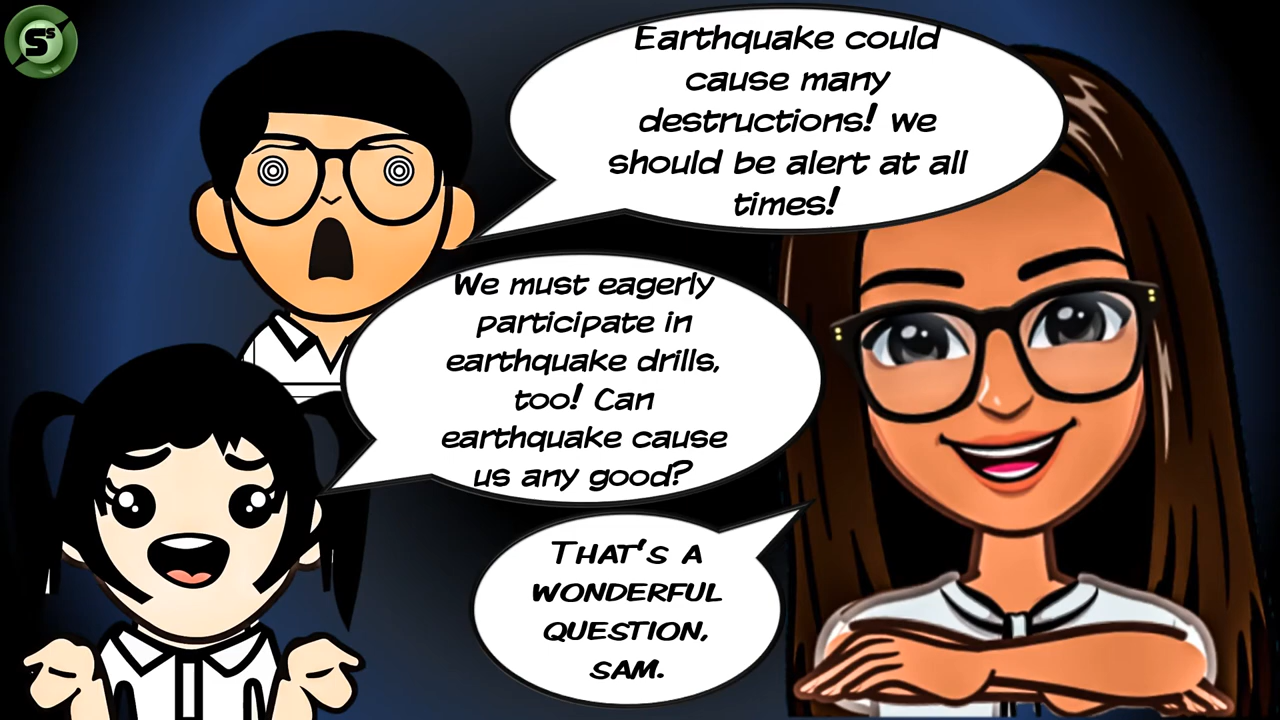 Ss
Earthquake could
cause many
destructions! we
should be alert at all
times!
We must eagerly
participate in
earthquake drills,
too! Can
earthquake cause
us any good?
THAT'S A
WONDERFUL
QUESTION,
SAM.